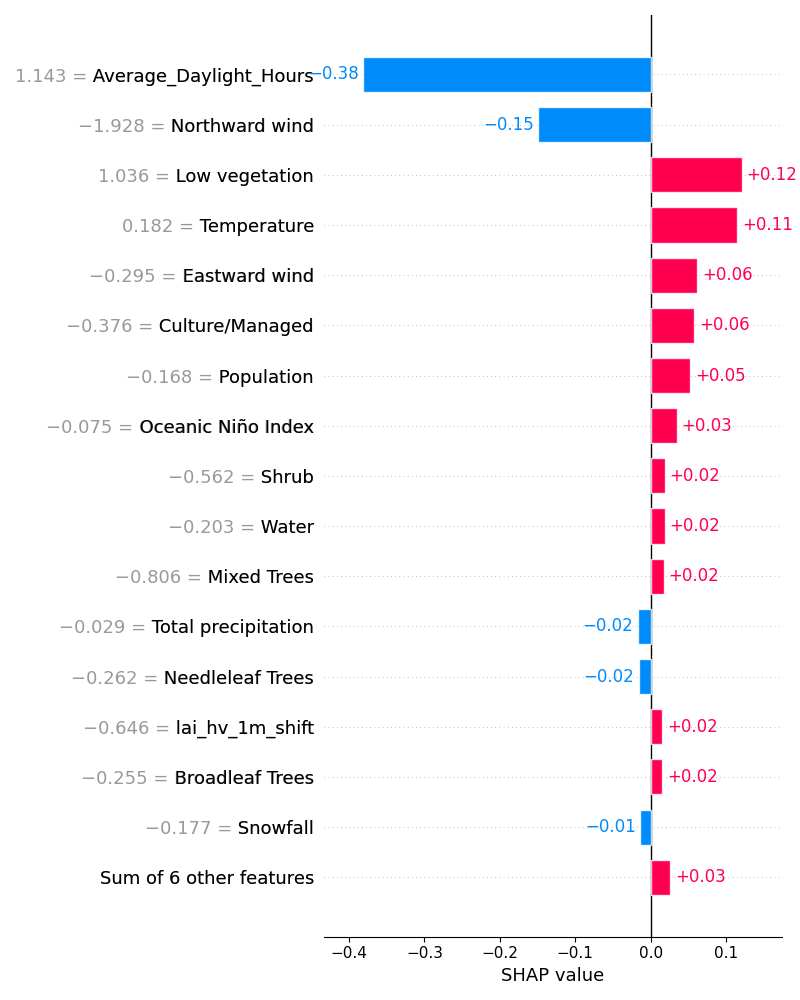 1.143 = Average_Daylight_Hours −0.38
−1.928 = Northward wind −0.15
1.036 = Low vegetation +0.12
0.182 = Temperature +0.11
−0.295 = Eastward wind +0.06
−0.376 = Culture/Managed +0.06
−0.168 = Population +0.05
−0.075 = Oceanic Niño Index +0.03
−0.562 = Shrub +0.02
−0.203 = Water +0.02
−0.806 = Mixed Trees +0.02
−0.029 = Total precipitation −0.02
−0.262 = Needleleaf Trees −0.02
−0.646 = lai_hv_1m_shift +0.02
−0.255 = Broadleaf Trees +0.02
−0.177 = Snowfall −0.01
Sum of 6 other features +0.03
−0.4 −0.3 −0.2 −0.1 0.0 0.1
SHAP value